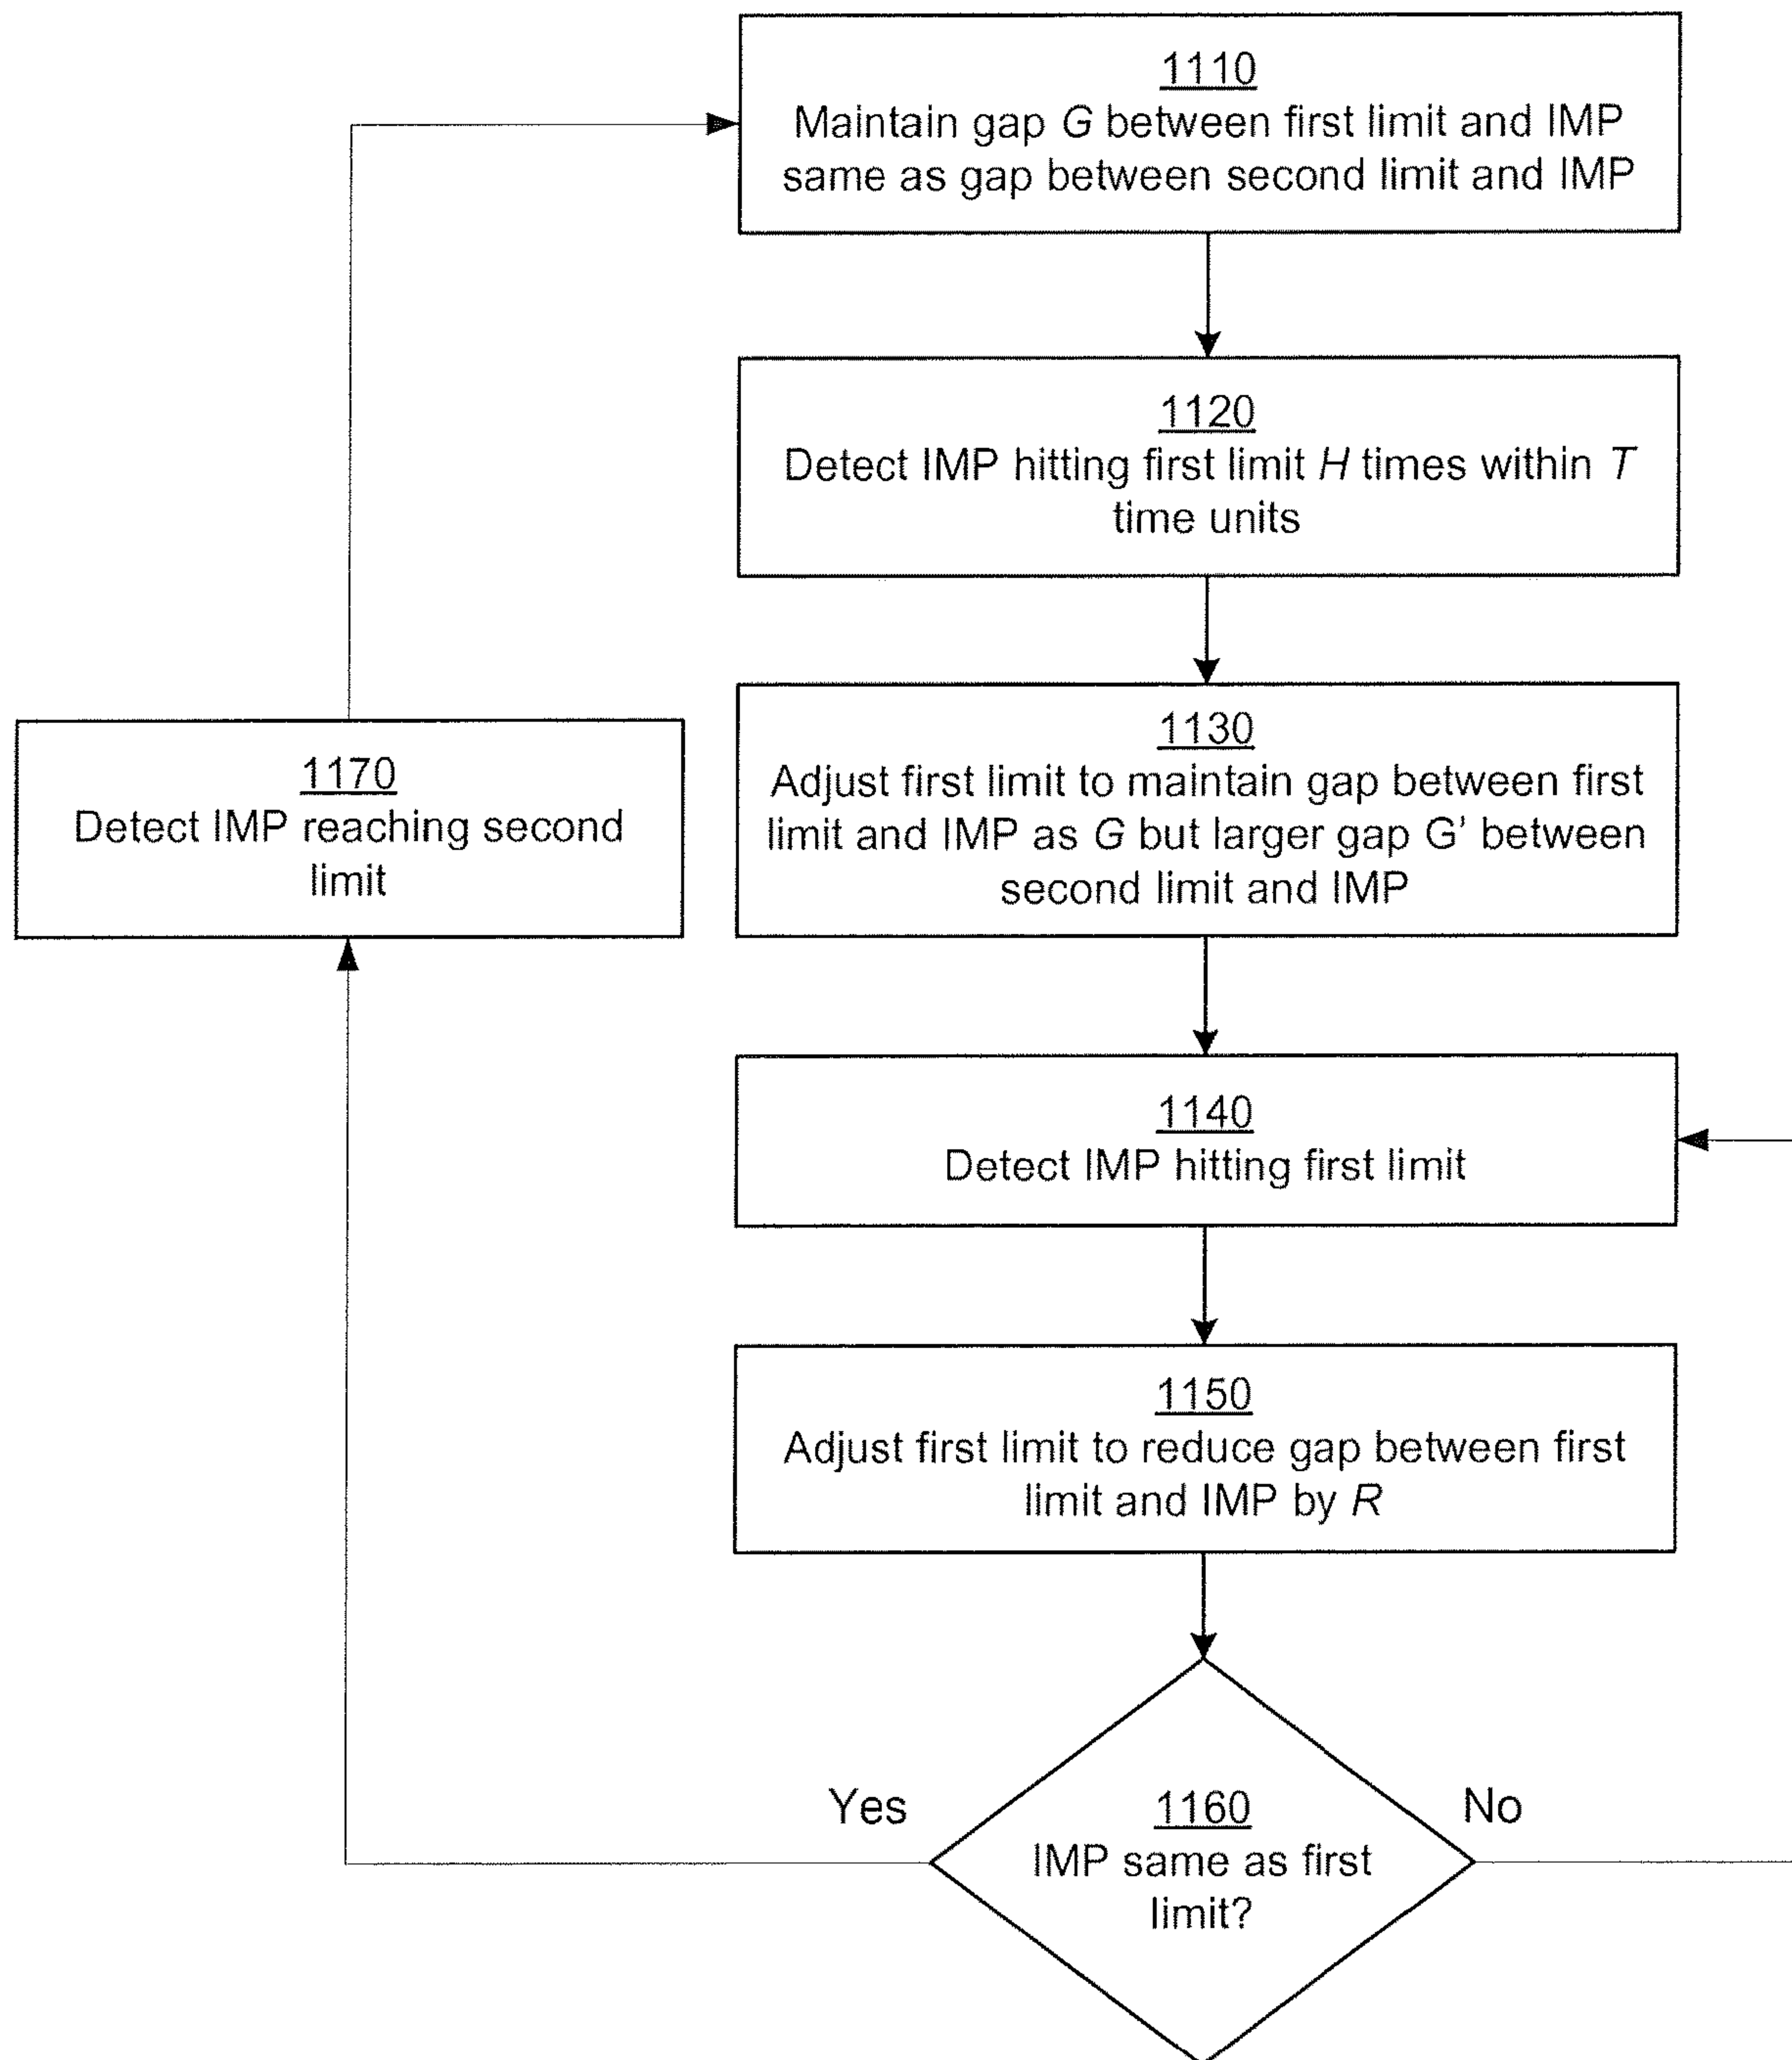 1110
Maintain gap G between first limit and IMP
same as gap between second limit and IMP
1120
Detect IMP hitting first limit H times within T
time units
1130
Adjust first limit to maintain gap between first
limit and IMP as G but larger gap G' between
second limit and IMP
1170
Detect IMP reaching second
limit
1140
Detect IMP hitting first limit
1150
Adjust first limit to reduce gap between first
limit and IMP by R
Yes
1160
No
IMP same as first
limit?